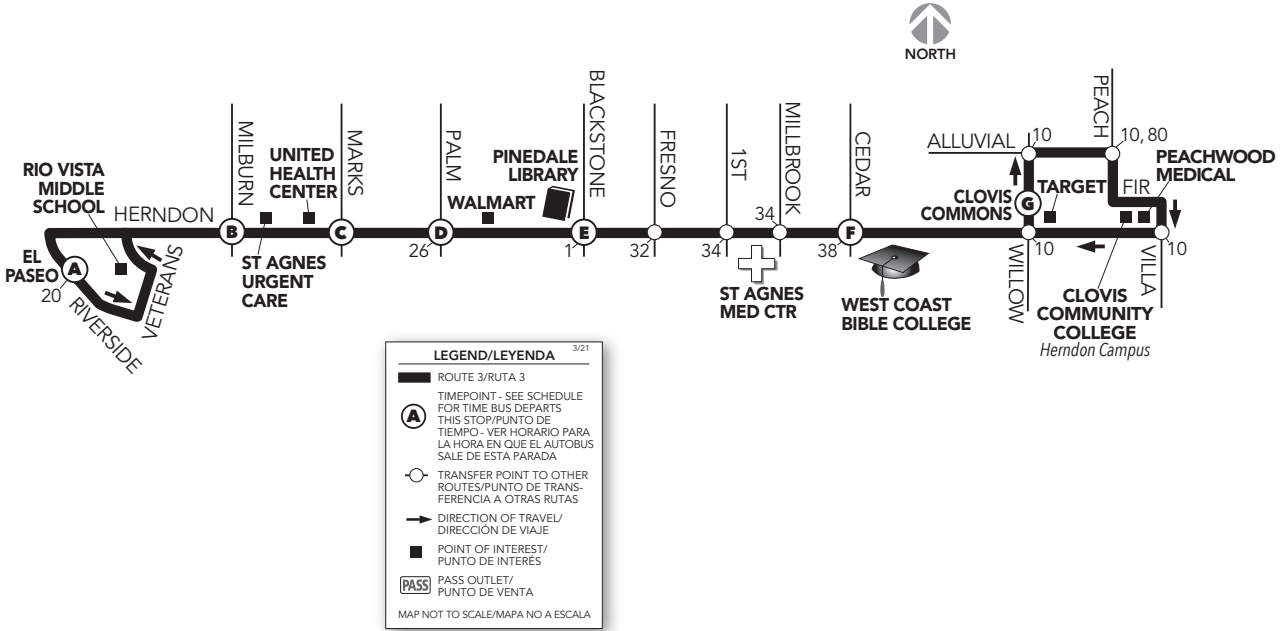 NORTH
RIO VISTA
MIDDLE
SCHOOL
HERNDON
EL
PASEO
A
20
RIVERSIDE
VETERANS
MILBURN
B
ST AGNES
URGENT
CARE
UNITED
HEALTH
CENTER
MARKS
C
PALM
D
26
WALMART
PINEDALE
LIBRARY
BLACKSTONE
E
1
FRESNO
32
1ST
34
MILLBROOK
34
ST AGNES
MED CTR
CEDAR
F
38
WEST COAST
BIBLE COLLEGE
ALLUVIAL
10
PEACH
10, 80
PEACHWOOD
MEDICAL
CLOVIS
COMMONS
G
TARGET
FIR
10
WILLOW
10
VILLA
CLOVIS
COMMUNITY
COLLEGE
Herndon Campus
LEGEND/LEYENDA
3/21
ROUTE 3/RUTA 3
A
TIMEPOINT - SEE SCHEDULE
FOR TIME BUS DEPARTS
THIS STOP/PUNTO DE
TIEMPO - VER HORARIO PARA
LA HORA EN QUE EL AUTOBUS
SALE DE ESTA PARADA
TRANSFER POINT TO OTHER
ROUTES/PUNTO DE TRANS-
FERENCIA A OTRAS RUTAS
DIRECTION OF TRAVEL/
DIRECCIÓN DE VIAJE
POINT OF INTEREST/
PUNTO DE INTERÉS
PASS
PASS OUTLET/
PUNTO DE VENTA
MAP NOT TO SCALE/MAPA NO A ESCALA